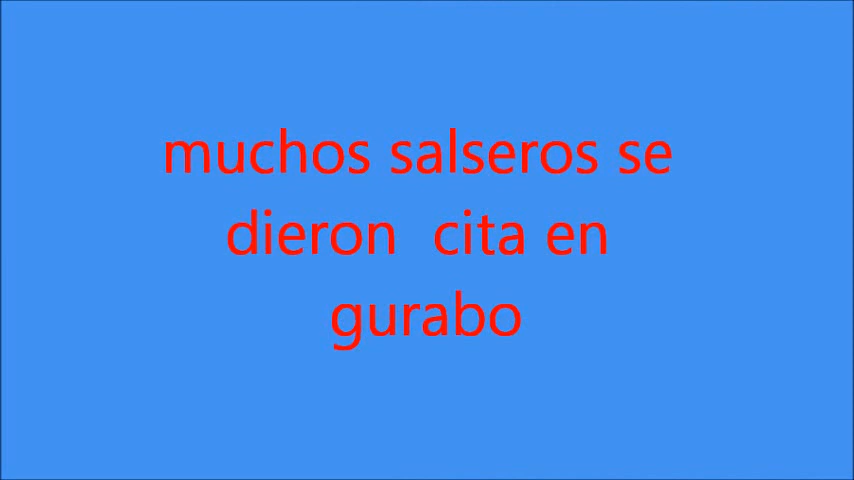 muchos salseros se
dieron  cita en
gurabo